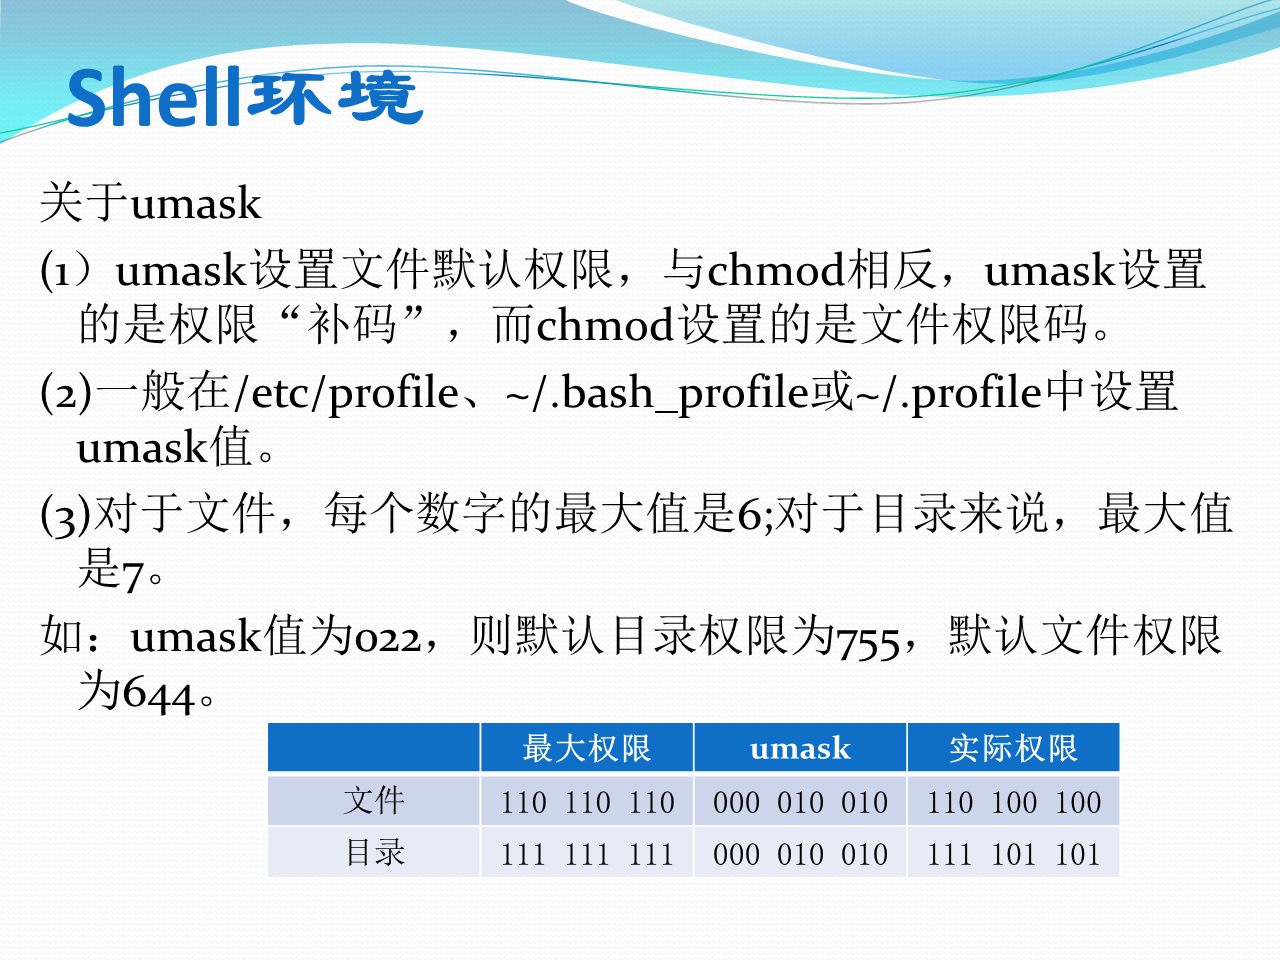 Shell环境
关于umask
(1）umask设置文件默认权限，与chmod相反，umask设置
的是权限“补码”，而chmod设置的是文件权限码。
(2)一般在/etc/profile、~/.bash_profile或~/.profile中设置
umask值。
(3)对于文件，每个数字的最大值是6;对于目录来说，最大值
是7。
如：umask值为022，则默认目录权限为755，默认文件权限
为644。
最大权限 umask 实际权限
文件 110 110 110 000 010 010 110 100 100
目录 111 111 111 000 010 010 111 101 101